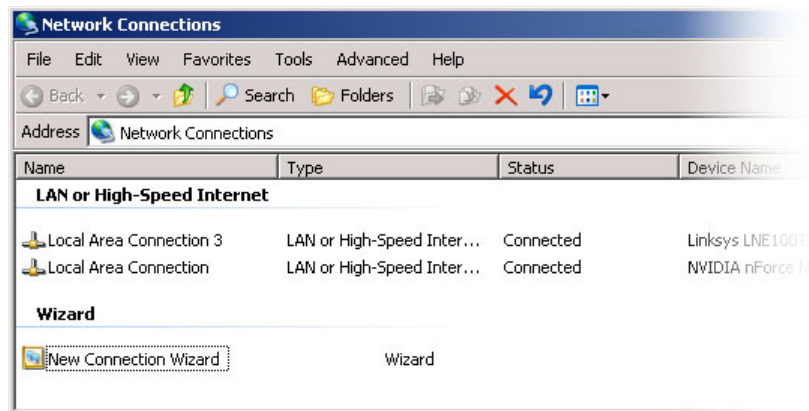 Network Connections
File Edit View Favorites Tools Advanced Help
Back Search Folders
Address Network Connections
Name Type Status Device Name
LAN or High-Speed Internet
Local Area Connection 3 LAN or High-Speed Inter... Connected Linksys LNE100
Local Area Connection LAN or High-Speed Inter... Connected NVIDIA nForce
Wizard
New Connection Wizard Wizard